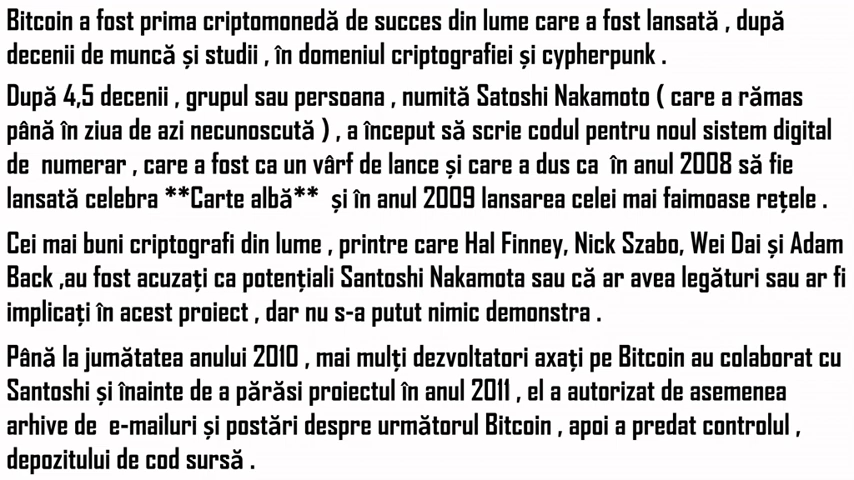 Bitcoin a fost prima criptomonedă de succes din lume care a fost lansată , după
decenii de muncă și studii , în domeniul criptografiei și cypherpunk .
După 4,5 decenii , grupul sau persoana , numită Satoshi Nakamoto ( care a rămas
până în ziua de azi necunoscută ) , a început să scrie codul pentru noul sistem digital
de  numerar , care a fost ca un vârf de lance și care a dus ca  în anul 2008 să fie
lansată celebra **Carte albă**  și în anul 2009 lansarea celei mai faimoase rețele .
Cei mai buni criptografi din lume , printre care Hal Finney, Nick Szabo, Wei Dai și Adam
Back ,au fost acuzați ca potențiali Santoshi Nakamota sau că ar avea legături sau ar fi
implicați în acest proiect , dar nu s-a putut nimic demonstra .
Până la jumătatea anului 2010 , mai mulți dezvoltatori axați pe Bitcoin au colaborat cu
Santoshi și înainte de a părăsi proiectul în anul 2011 , el a autorizat de asemenea
arhive de  e-mailuri și postări despre următorul Bitcoin , apoi a predat controlul ,
depozitului de cod sursă .